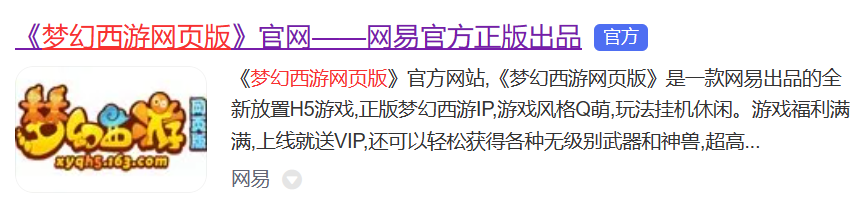 《梦幻西游网页版》官网——网易官方正版出品 官方
《梦幻西游网页版》官方网站,《梦幻西游网页版》是一款网易出品的全
新放置H5游戏,正版梦幻西游IP,游戏风格Q萌,玩法挂机休闲。游戏福利满
满,上线就送VIP,还可以轻松获得各种无级别武器和神兽,超高...
梦幻西游
网页版
xyqh5.163.com
网易